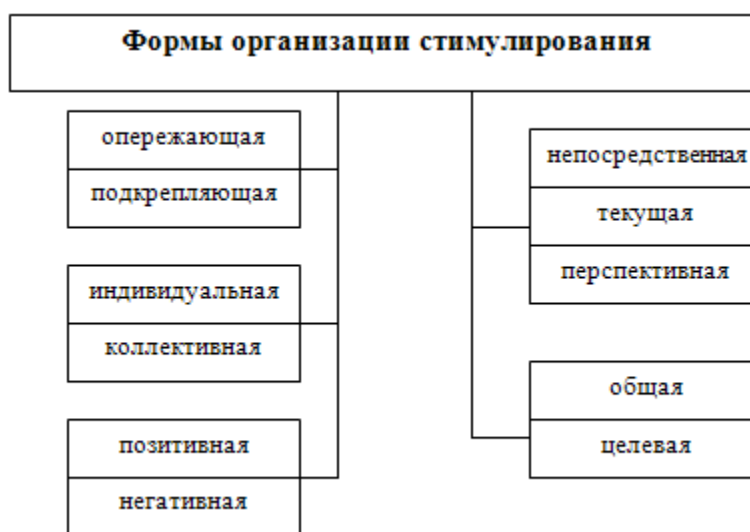 Формы организации стимулирования
опережающая
подкрепляющая
индивидуальная
коллективная
позитивная
негативная
непосредственная
текущая
перспективная
общая
целевая